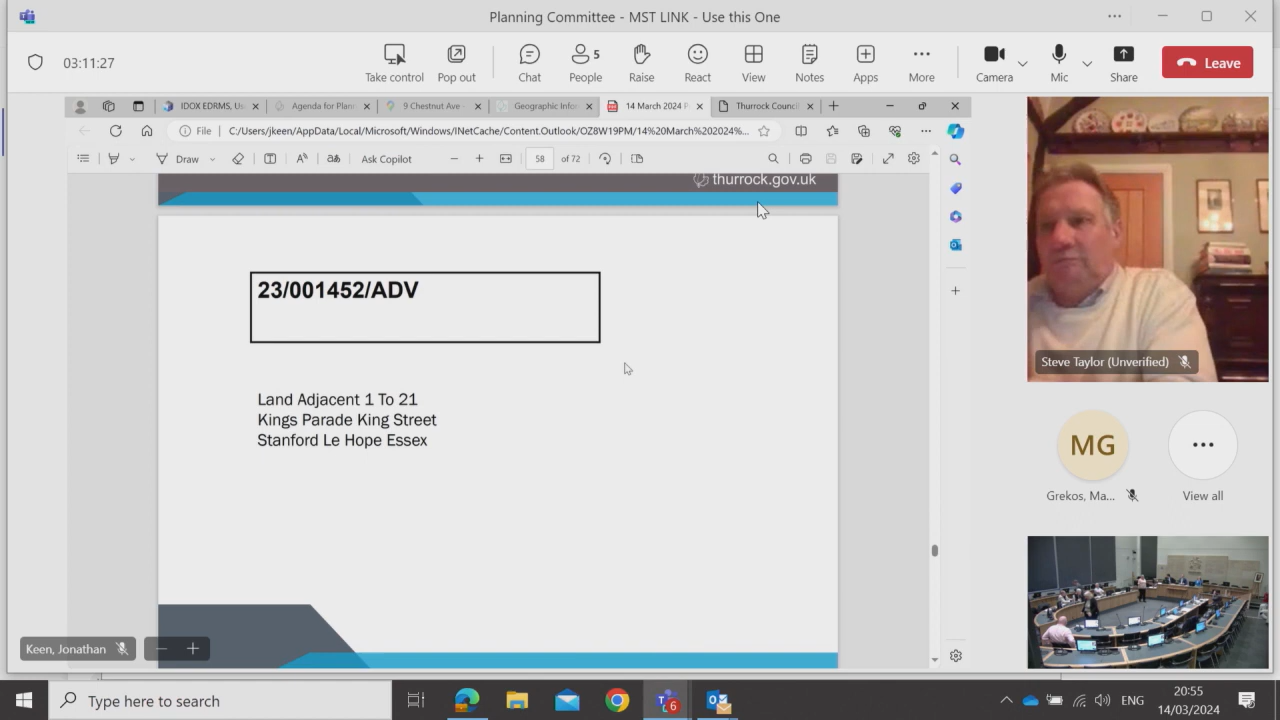 Planning Committee - MST LINK - Use this One
03:11:27
Take control
Pop out
Chat
5
People
Raise
React
View
Notes
Apps
More
Camera
Mic
Share
Leave
IDOX EDRMS, Us
Agenda for Plann
9 Chestnut Ave -
Geographic Infor
14 March 2024 P
Thurrock Council
File
C:/Users/jkeen/AppData/Local/Microsoft/Windows/INetCache/Content.Outlook/OZ8W19PM/14%20March%202024%...
Draw
Ask Copilot
58
of 72
thurrock.gov.uk
23/001452/ADV
Land Adjacent 1 To 21
Kings Parade King Street
Stanford Le Hope Essex
Keen, Jonathan
Steve Taylor (Unverified)
MG
Grekos, Ma...
View all
Type here to search
6
ENG
20:55
14/03/2024